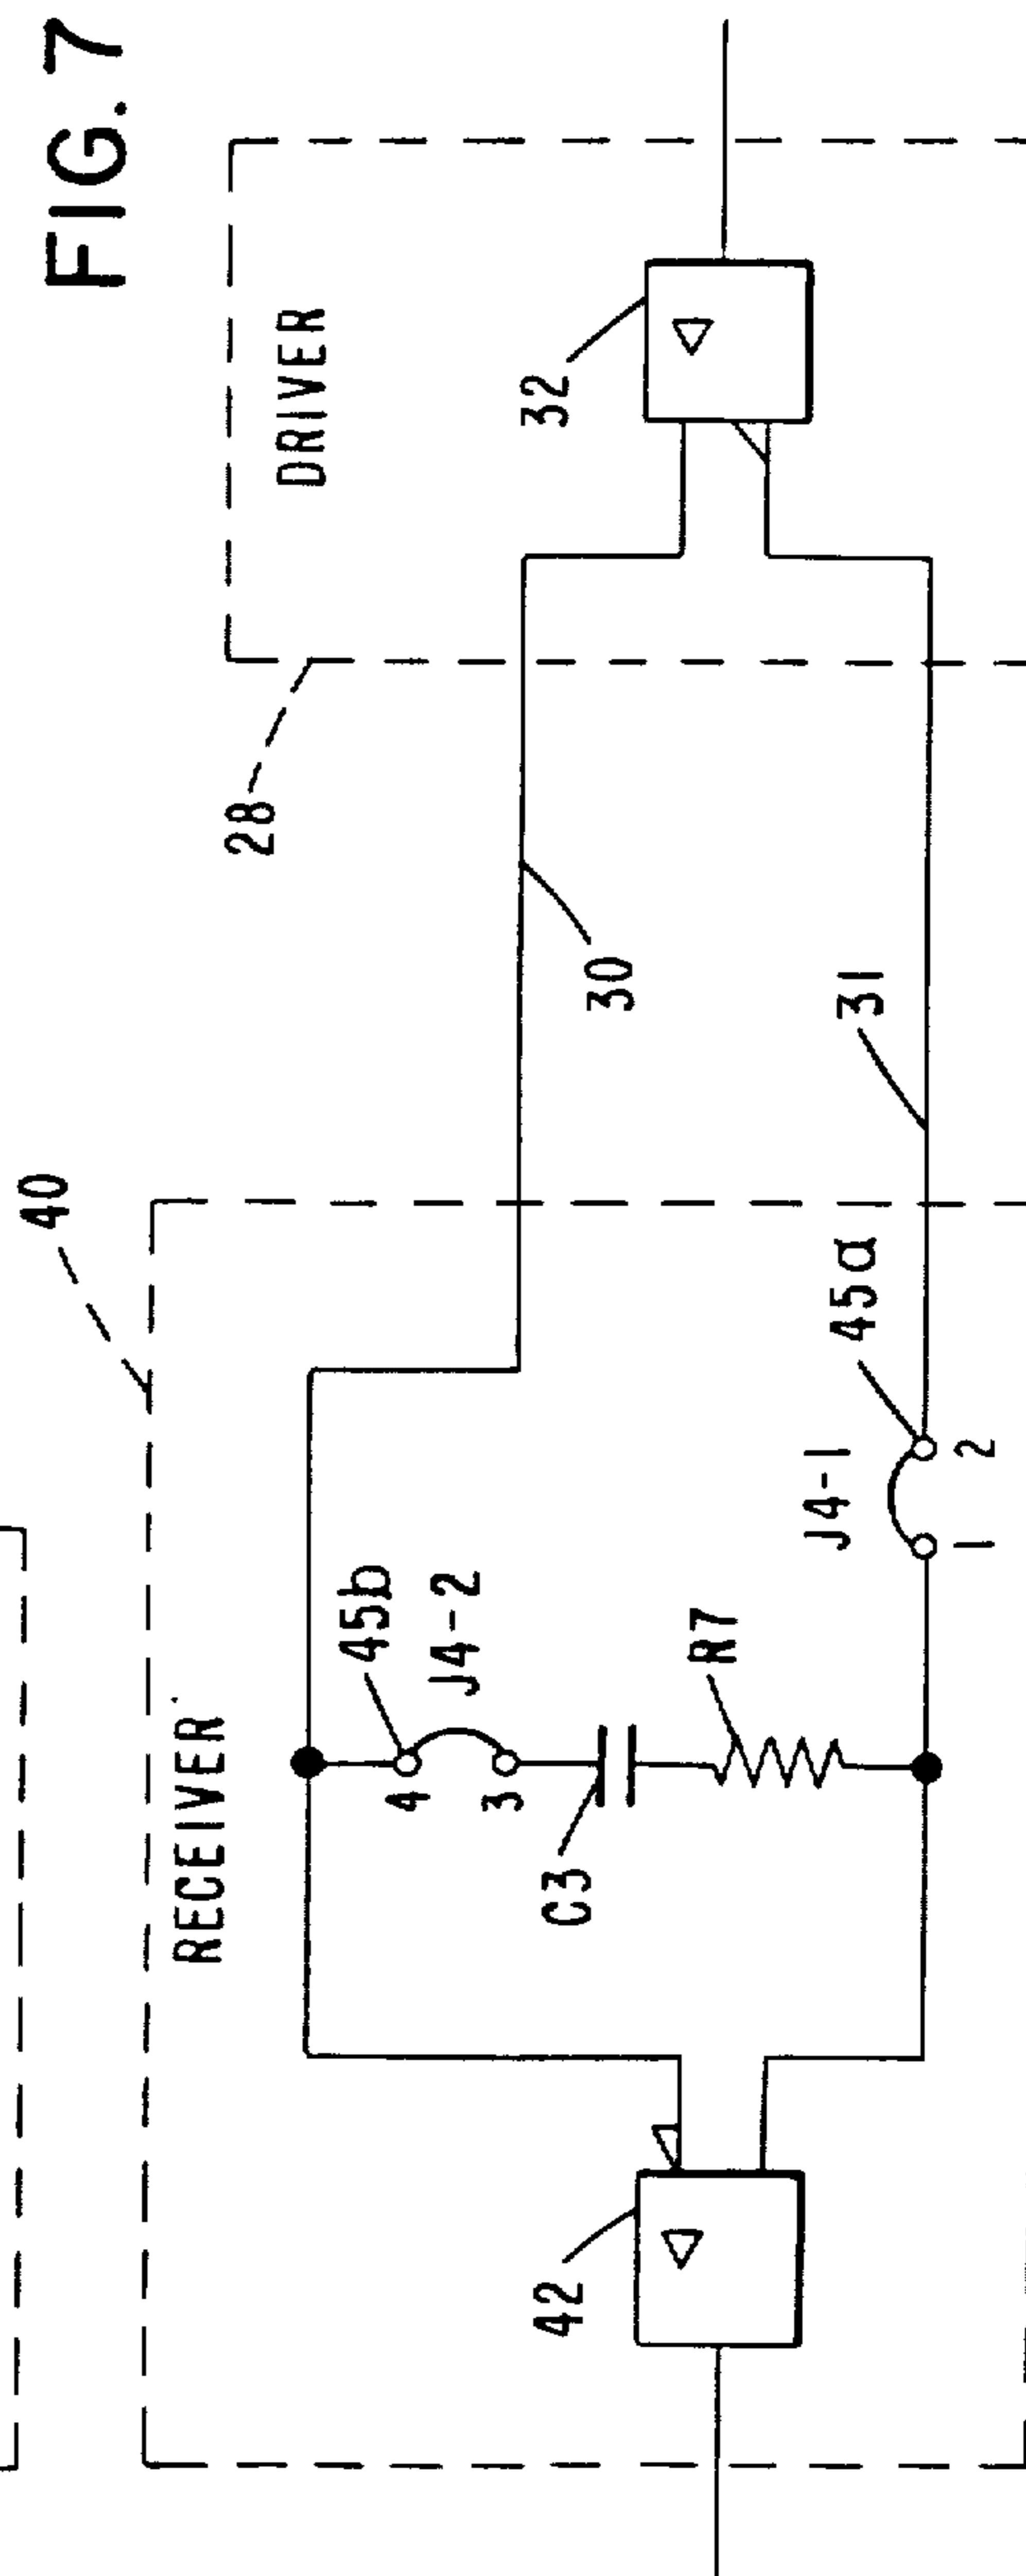 FIG. 7
40
RECEIVER
DRIVER
28
45b
J4-2
4
3
C3
R7
J4-1
45a
1
2
30
31
32
42